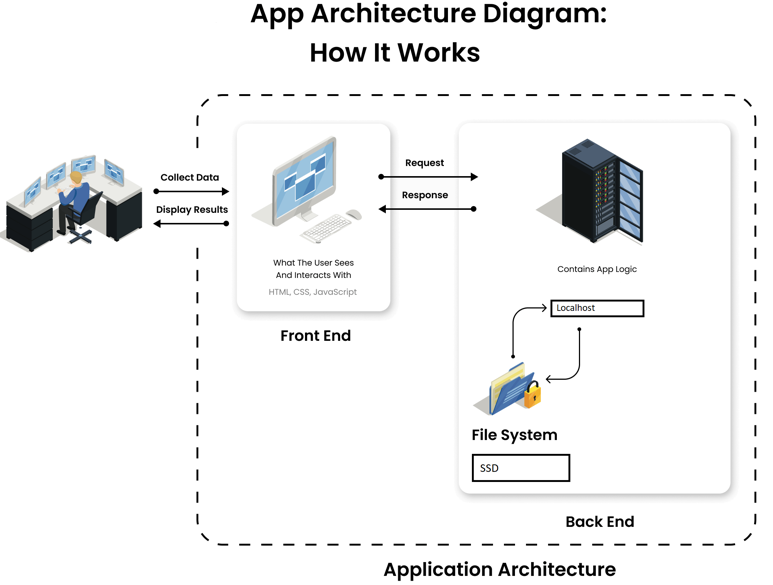 App Architecture Diagram:
How It Works
Collect Data
Display Results
What The User Sees
And Interacts With
HTML, CSS, JavaScript
Front End
Request
Response
Contains App Logic
Localhost
File System
SSD
Back End
Application Architecture